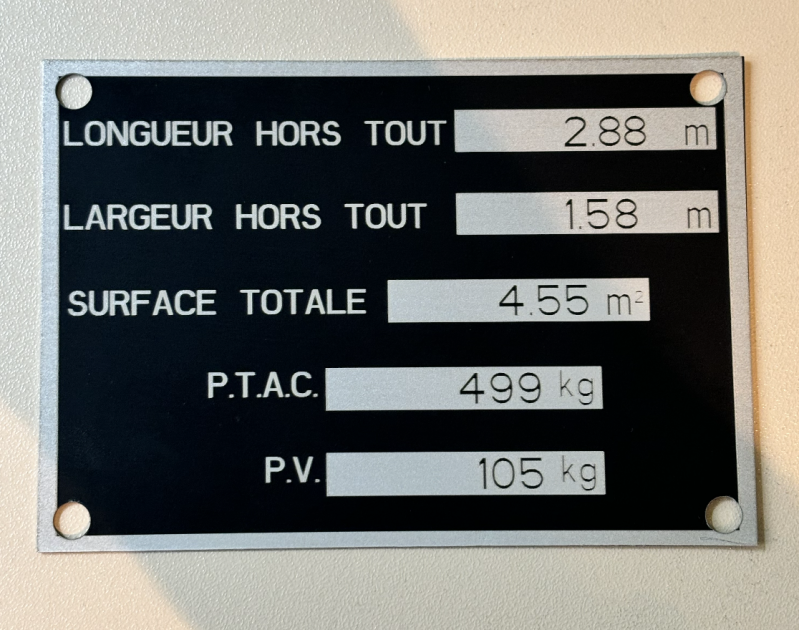 LONGUEUR HORS TOUT 2.88 m
LARGEUR HORS TOUT 1.58 m
SURFACE TOTALE 4.55 m²
P.T.A.C. 499 kg
P.V. 105 kg